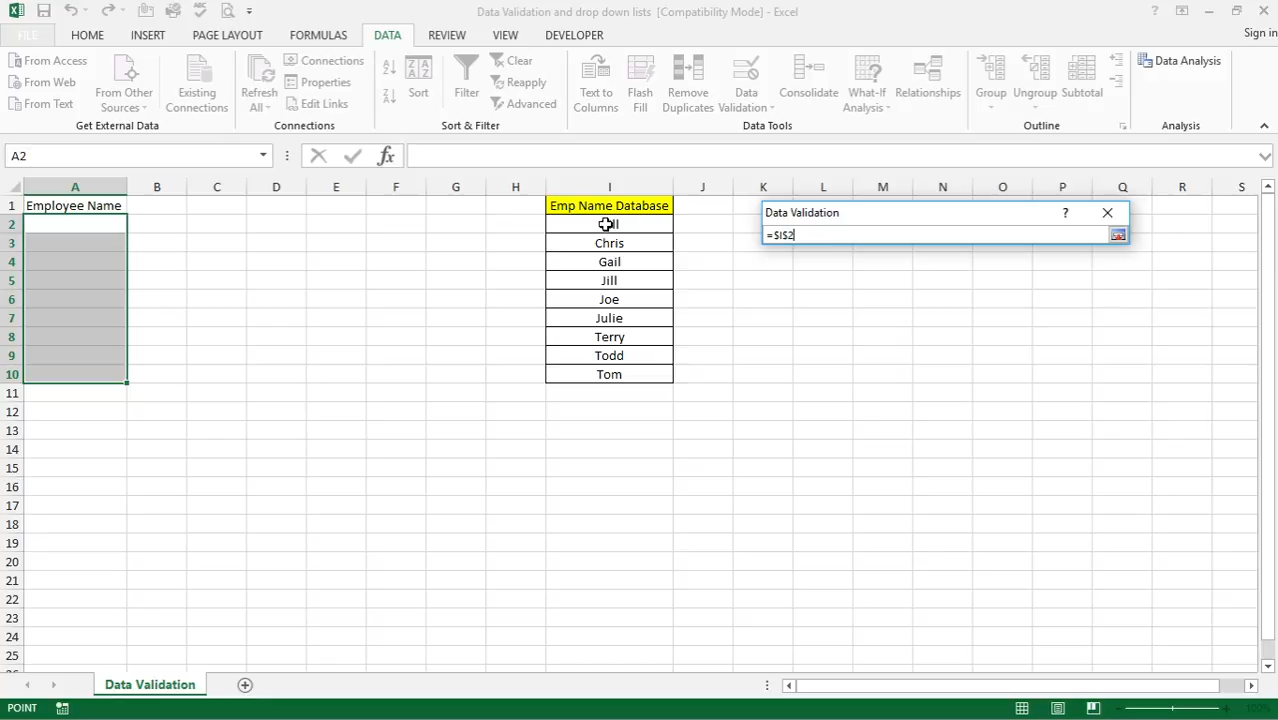 Data Validation and drop down lists  [Compatibility Mode] - Excel
?
Sign in
FILE
HOME
INSERT
PAGE LAYOUT
FORMULAS
DATA
REVIEW
VIEW
DEVELOPER
From Access
From Web
From Text
From Other Sources
Existing Connections
Get External Data
Refresh All
Connections
Properties
Edit Links
Connections
Sort
Filter
Clear
Reapply
Advanced
Sort & Filter
Text to Columns
Flash Fill
Remove Duplicates
Data Validation
Consolidate
What-If Analysis
Relationships
Data Tools
Group
Ungroup
Subtotal
Outline
Data Analysis
Analysis
A2
fx
A B C D E F G H I J K L M N O P Q R S
1 Employee Name Emp Name Database
2
3 Chris
4 Gail
5 Jill
6 Joe
7 Julie
8 Terry
9 Todd
10 Tom
11
12
13
14
15
16
17
18
19
20
21
22
23
24
25
Data Validation ?
=$I$2
Data Validation
POINT
100%